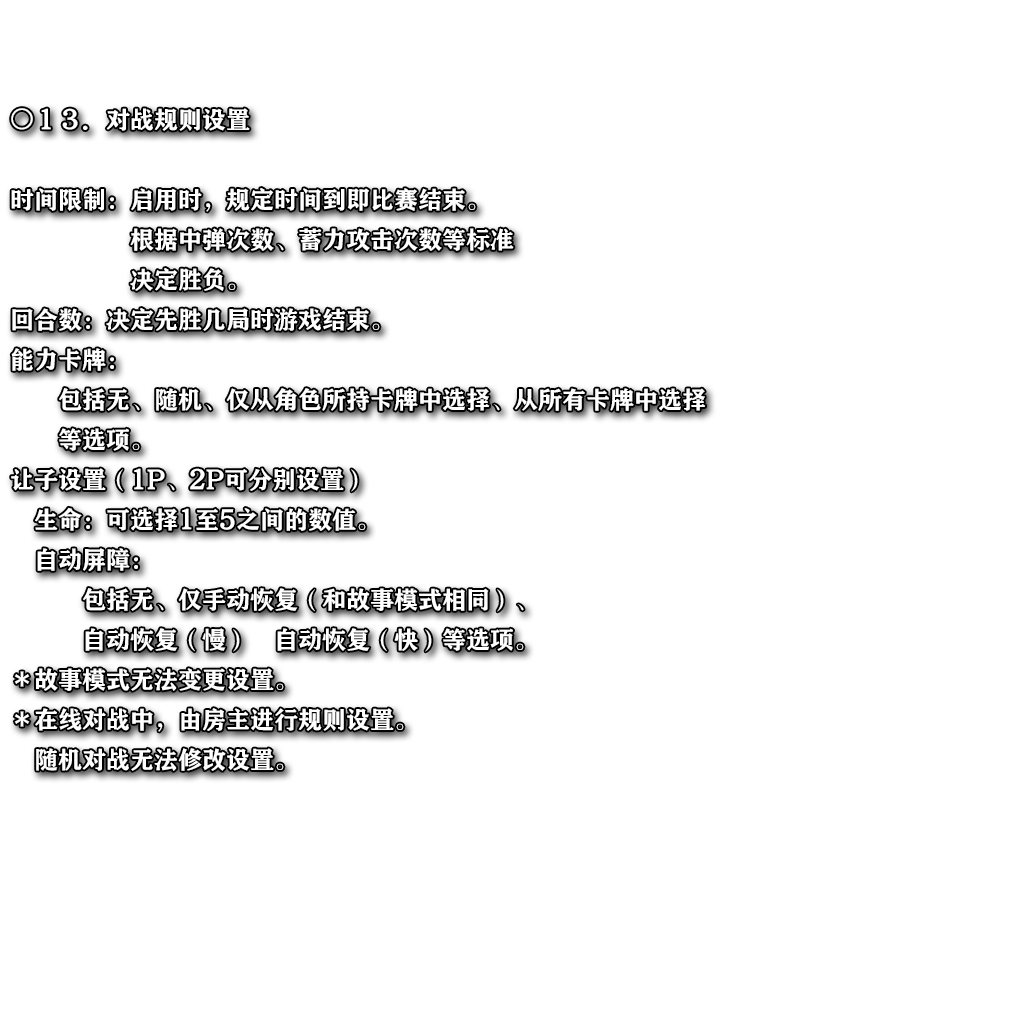 ◎１３．对战规则设置
时间限制：启用时，规定时间到即比赛结束。
根据中弹次数、蓄力攻击次数等标准
决定胜负。
回合数：决定先胜几局时游戏结束。
能力卡牌：
包括无、随机、仅从角色所持卡牌中选择、从所有卡牌中选择
等选项。
让子设置（1P、2P可分别设置）
生命：可选择1至5之间的数值。
自动屏障：
包括无、仅手动恢复（和故事模式相同）、
自动恢复（慢）　自动恢复（快）等选项。
＊故事模式无法变更设置。
＊在线对战中，由房主进行规则设置。
随机对战无法修改设置。